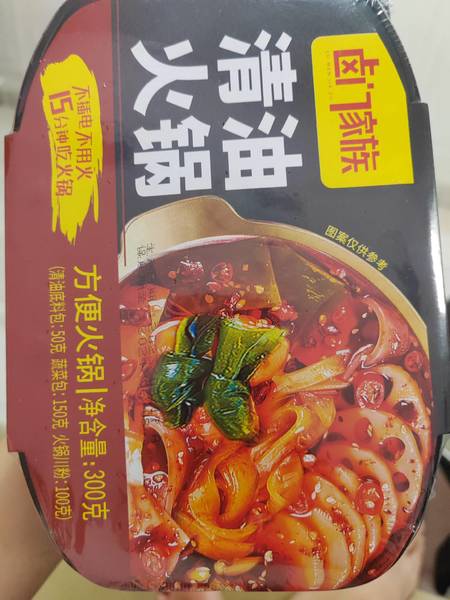 卤门家族
清油
火锅
不插电 不用火
15分钟吃火锅
图案仅供参考
方便火锅|净含量:300克
(清油底料包:50克 蔬菜包:150克 火锅川粉:100克)